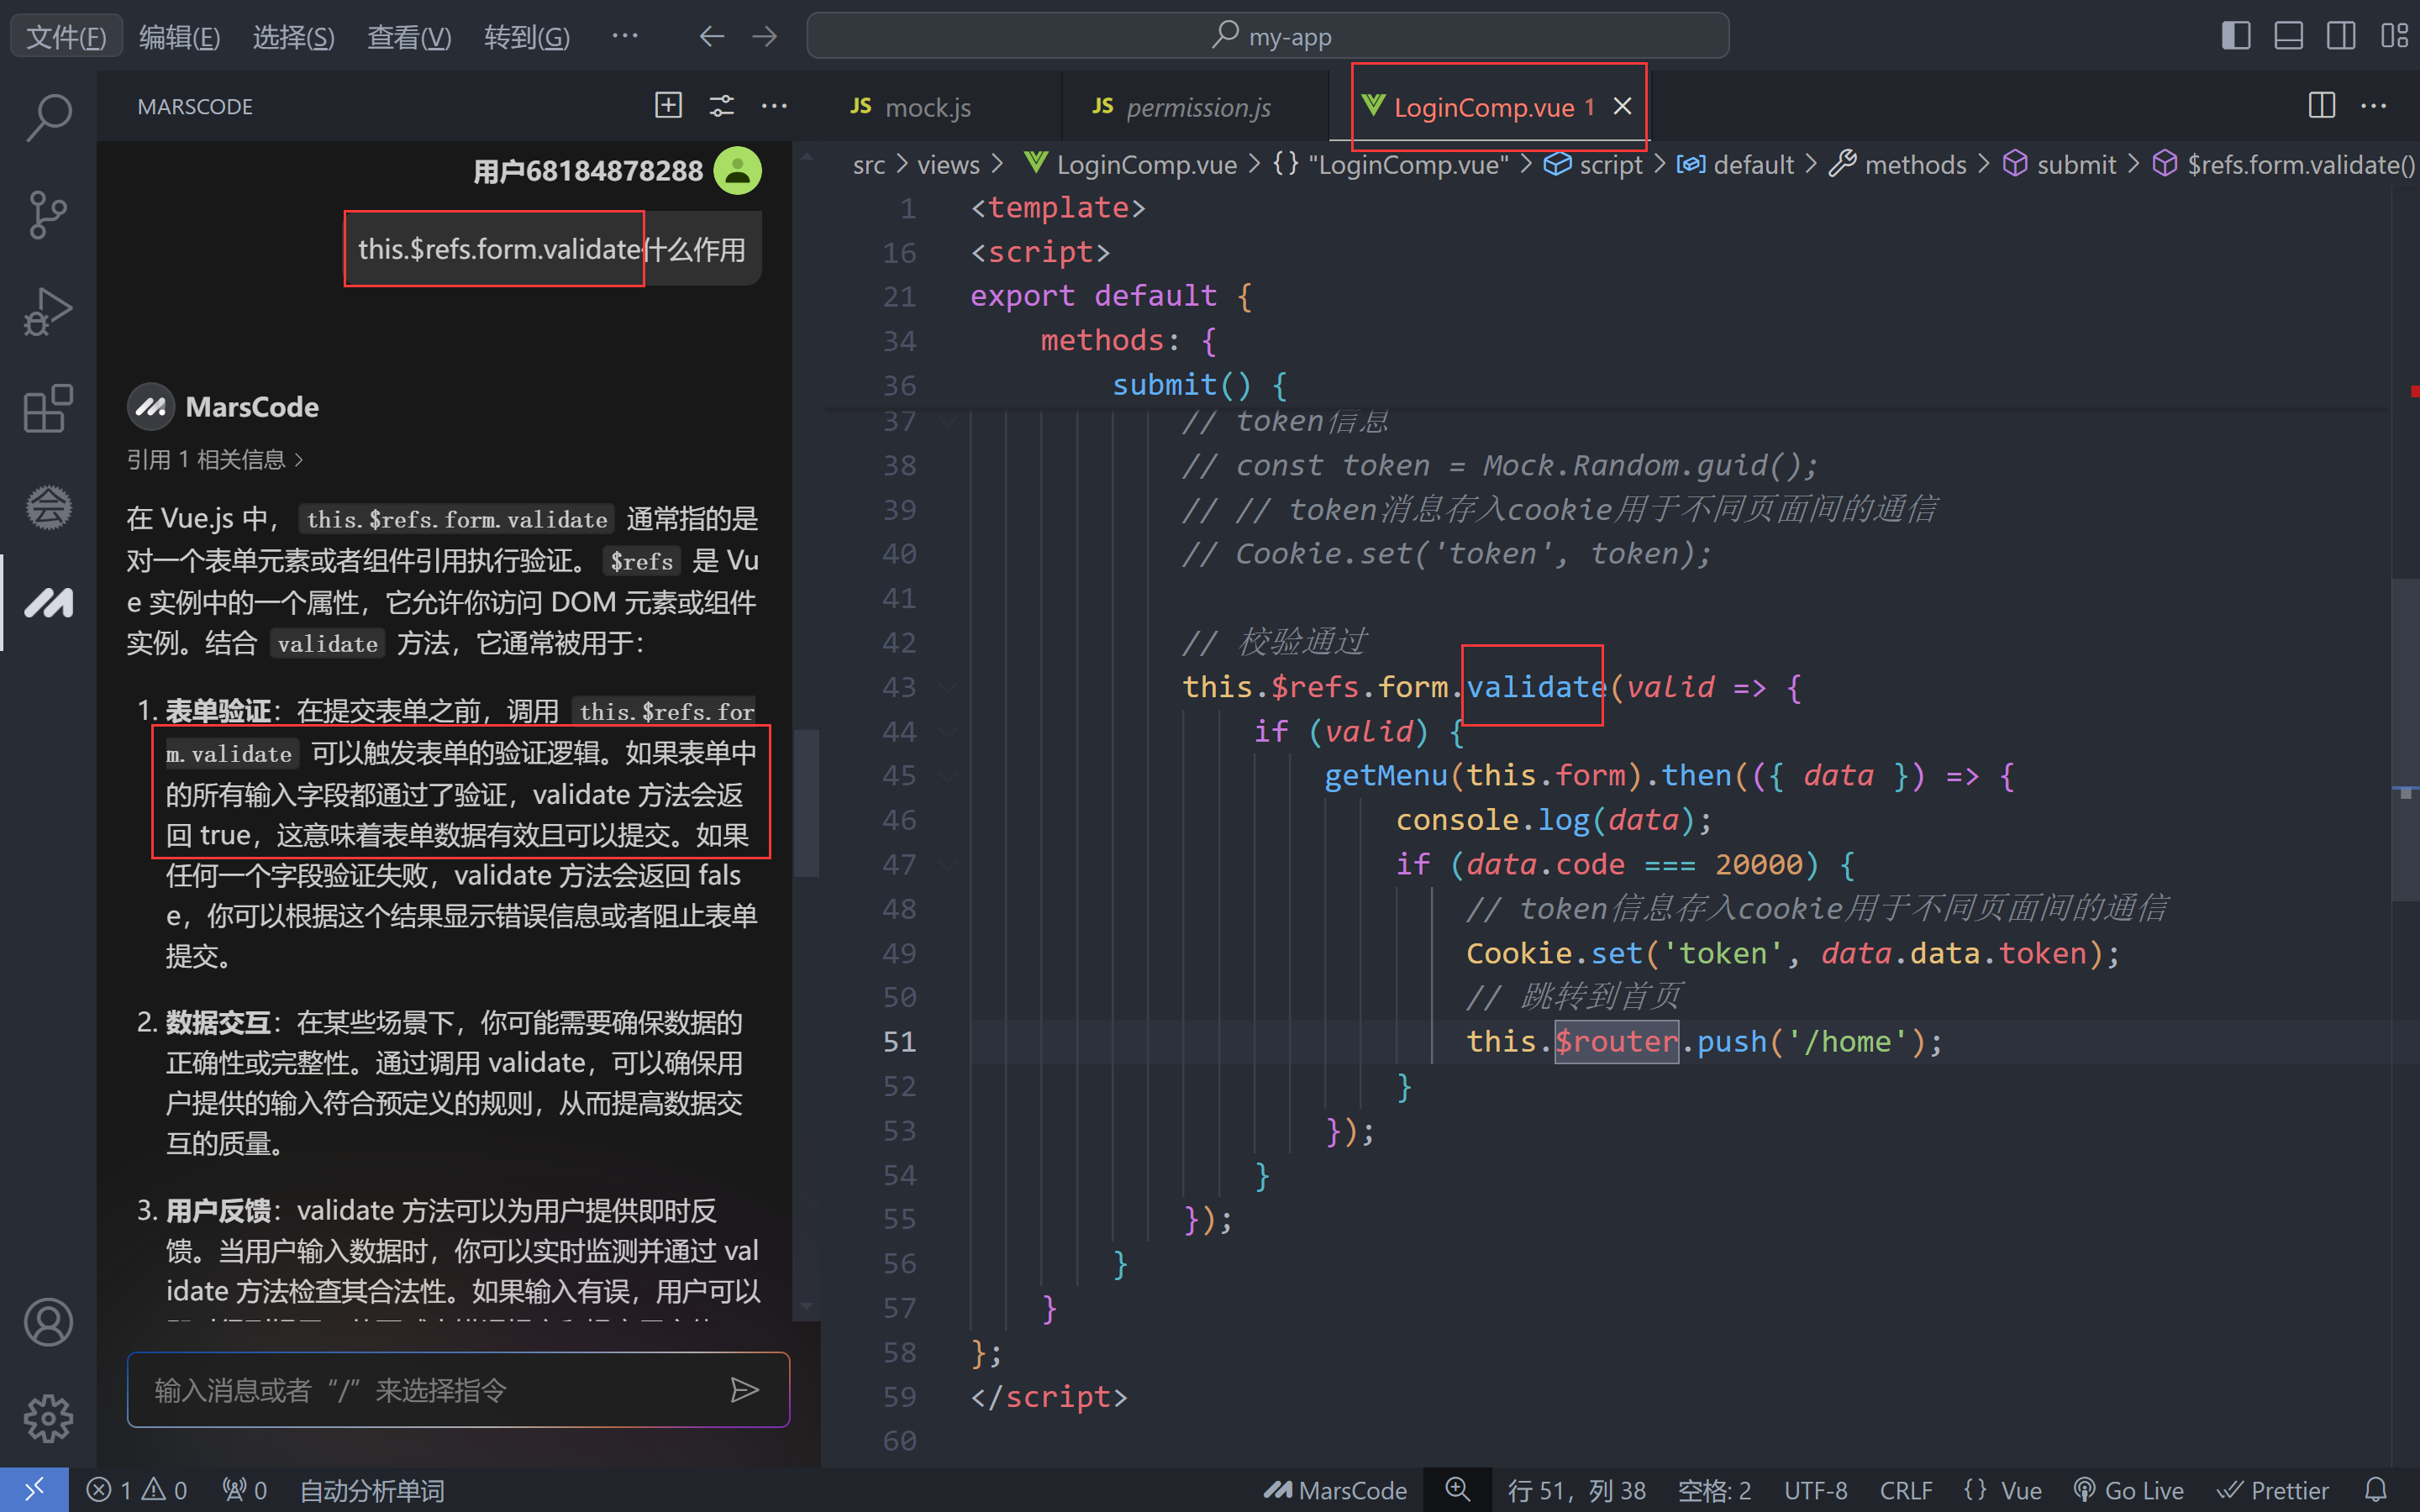 文件(F) 编辑(E) 选择(S) 查看(V) 转到(G) ··· my-app
MARSCODE
用户68184878288
this.$refs.form.validate什么作用
MarsCode
引用 1 相关信息
在 Vue.js 中， this.$refs.form.validate 通常指的是
对一个表单元素或者组件引用执行验证。 $refs 是 Vu
e 实例中的一个属性，它允许你访问 DOM 元素或组件
实例。结合 validate 方法，它通常被用于：
1. 表单验证：在提交表单之前，调用 this.$refs.for
m.validate 可以触发表单的验证逻辑。如果表单中
的所有输入字段都通过了验证，validate 方法会返
回 true，这意味着表单数据有效且可以提交。如果
任何一个字段验证失败，validate 方法会返回 fals
e，你可以根据这个结果显示错误信息或者阻止表单
提交。
2. 数据交互：在某些场景下，你可能需要确保数据的
正确性或完整性。通过调用 validate，可以确保用
户提供的输入符合预定义的规则，从而提高数据交
互的质量。
3. 用户反馈：validate 方法可以为用户提供即时反
馈。当用户输入数据时，你可以实时监测并通过 val
idate 方法检查其合法性。如果输入有误，用户可以
输入消息或者“/”来选择指令
JS mock.js JS permission.js LoginComp.vue 1
src > views > LoginComp.vue > {} "LoginComp.vue" > script > default > methods > submit > $refs.form.validate()
1 <template>
16 <script>
21 export default {
34 methods: {
36 submit() {
37 // token信息
38 // const token = Mock.Random.guid();
39 // // token消息存入cookie用于不同页面间的通信
40 // Cookie.set('token', token);
41
42 // 校验通过
43 this.$refs.form.validate(valid => {
44 if (valid) {
45 getMenu(this.form).then(({ data }) => {
46 console.log(data);
47 if (data.code === 20000) {
48 // token信息存入cookie用于不同页面间的通信
49 Cookie.set('token', data.data.token);
50 // 跳转到首页
51 this.$router.push('/home');
52 }
53 });
54 }
55 });
56 }
57 }
58 };
59 </script>
60
1 0 0 自动分析单词 MarsCode 行 51，列 38 空格: 2 UTF-8 CRLF {} Vue Go Live Prettier